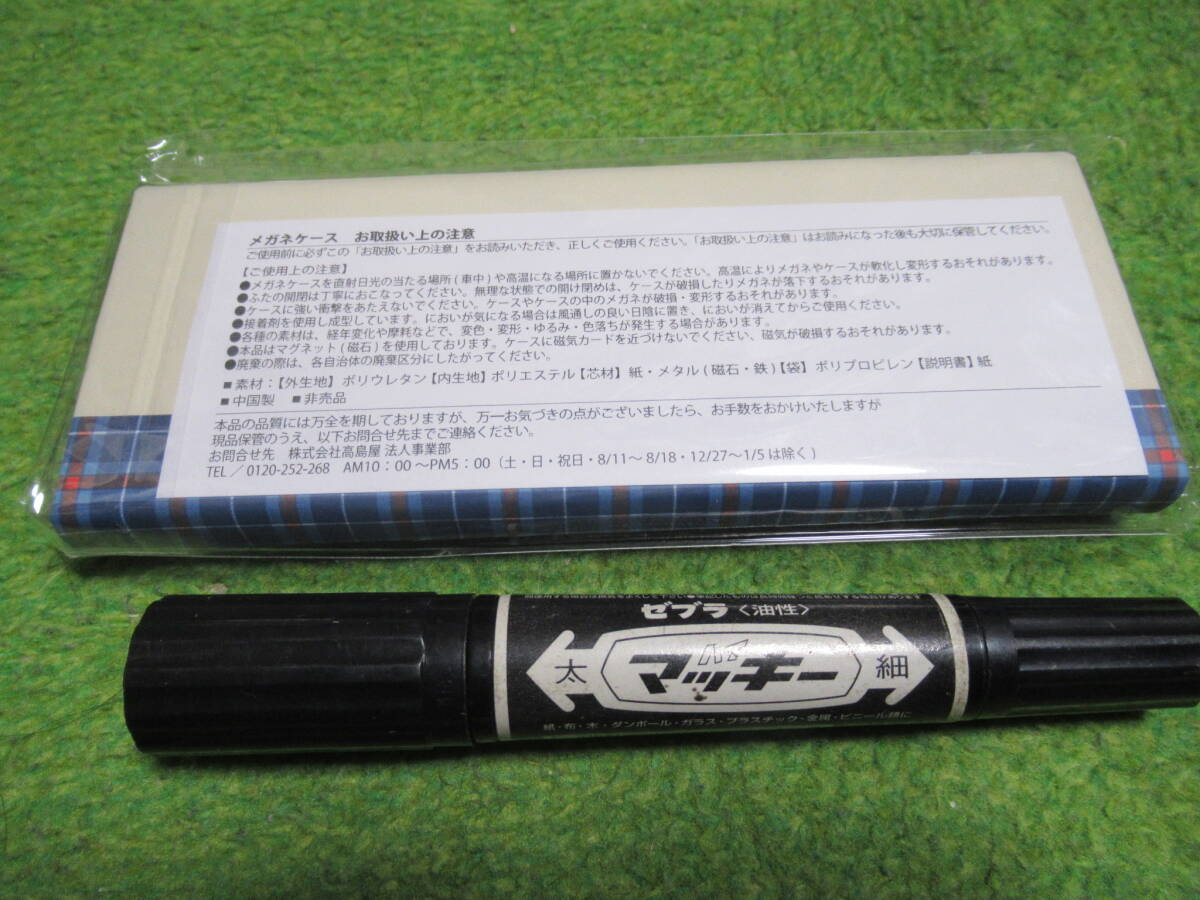 メガネケース　お取扱い上の注意
ご使用前に必ずこの「お取扱い上の注意」をお読みいただき、正しくご使用ください。「お取扱い上の注意」はお読みになった後も大切に保管してください。
【ご使用上の注意】
●メガネケースを直射日光の当たる場所(車中)や高温になる場所に置かないでください。高温によりメガネやケースが軟化し変形するおそれがあります。
●ふたの開閉は丁寧におこなってください。無理な状態での開け閉めは、ケースが破損したりメガネが落下するおそれがあります。
●ケースに強い衝撃をあたえないでください。ケースやケースの中のメガネが破損・変形するおそれがあります。
●接着剤を使用し成型しています。においが気になる場合は風通しの良い日陰に置き、においが消えてからご使用ください。
●各種の素材は、経年変化や摩耗などで、変色・変形・ゆるみ・色落ちが発生する場合があります。
●本品はマグネット(磁石)を使用しております。ケースに磁気カードを近づけないでください、磁気が破損するおそれがあります。
●廃棄の際は、各自治体の廃棄区分にしたがってください。
■素材：【外生地】ポリウレタン【内生地】ポリエステル【芯材】紙・メタル(磁石・鉄)【袋】ポリプロピレン【説明書】紙
■中国製　■非売品
本品の品質には万全を期しておりますが、万一お気づきの点がございましたら、お手数をおかけいたしますが
現品保管のうえ、以下お問合せ先までご連絡ください。
お問合せ先　株式会社高島屋 法人事業部
TEL／0120-252-268　AM10：00～PM5：00（土・日・祝日・8/11～8/18・12/27～1/5は除く）
ゼブラ〈油性〉
太 ハイ マッキー 細
紙・布・木・ダンボール・ガラス・プラスチック・金属・ビニール類に